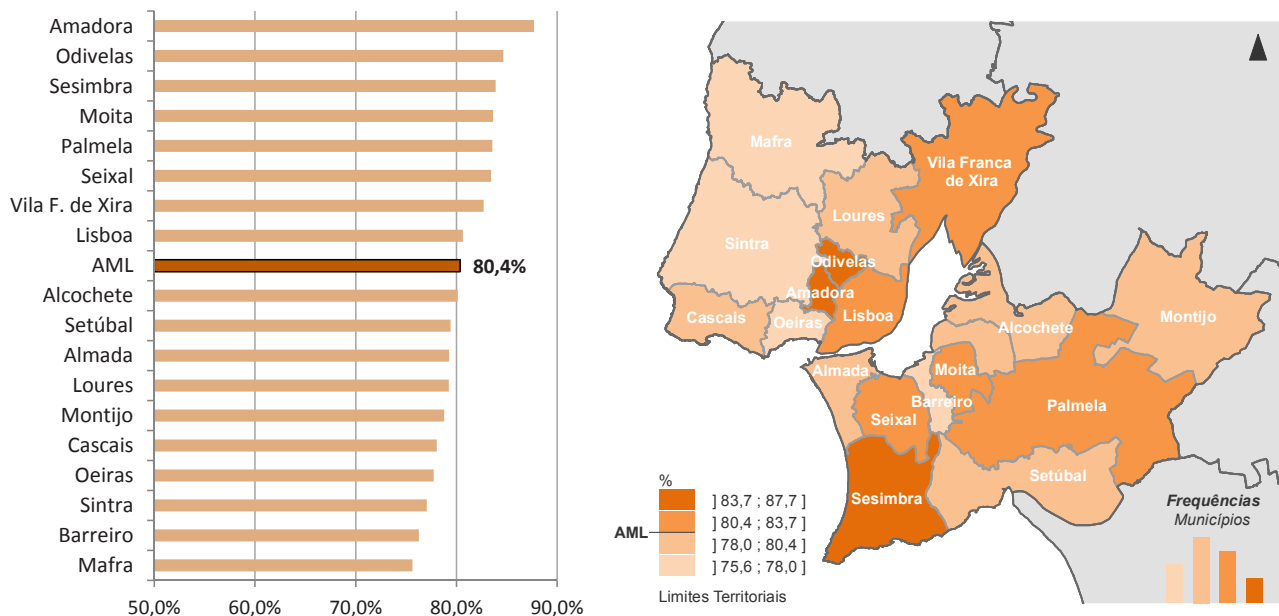 Amadora
Odivelas
Sesimbra
Moita
Palmela
Seixal
Vila F. de Xira
Lisboa
AML
80,4%
Alcochete
Setúbal
Almada
Loures
Montijo
Cascais
Oeiras
Sintra
Barreiro
Mafra
50,0% 60,0% 70,0% 80,0% 90,0%
Mafra
Vila Franca
de Xira
Loures
Sintra
Odivelas
Amadora
Cascais
Oeiras
Lisboa
Alcochete
Montijo
Almada
Moita
Barreiro
Seixal
Palmela
Setúbal
Sesimbra
%
] 83,7 ; 87,7 ]
] 80,4 ; 83,7 ]
AML
] 78,0 ; 80,4 ]
] 75,6 ; 78,0 ]
Limites Territoriais
Frequências
Municípios